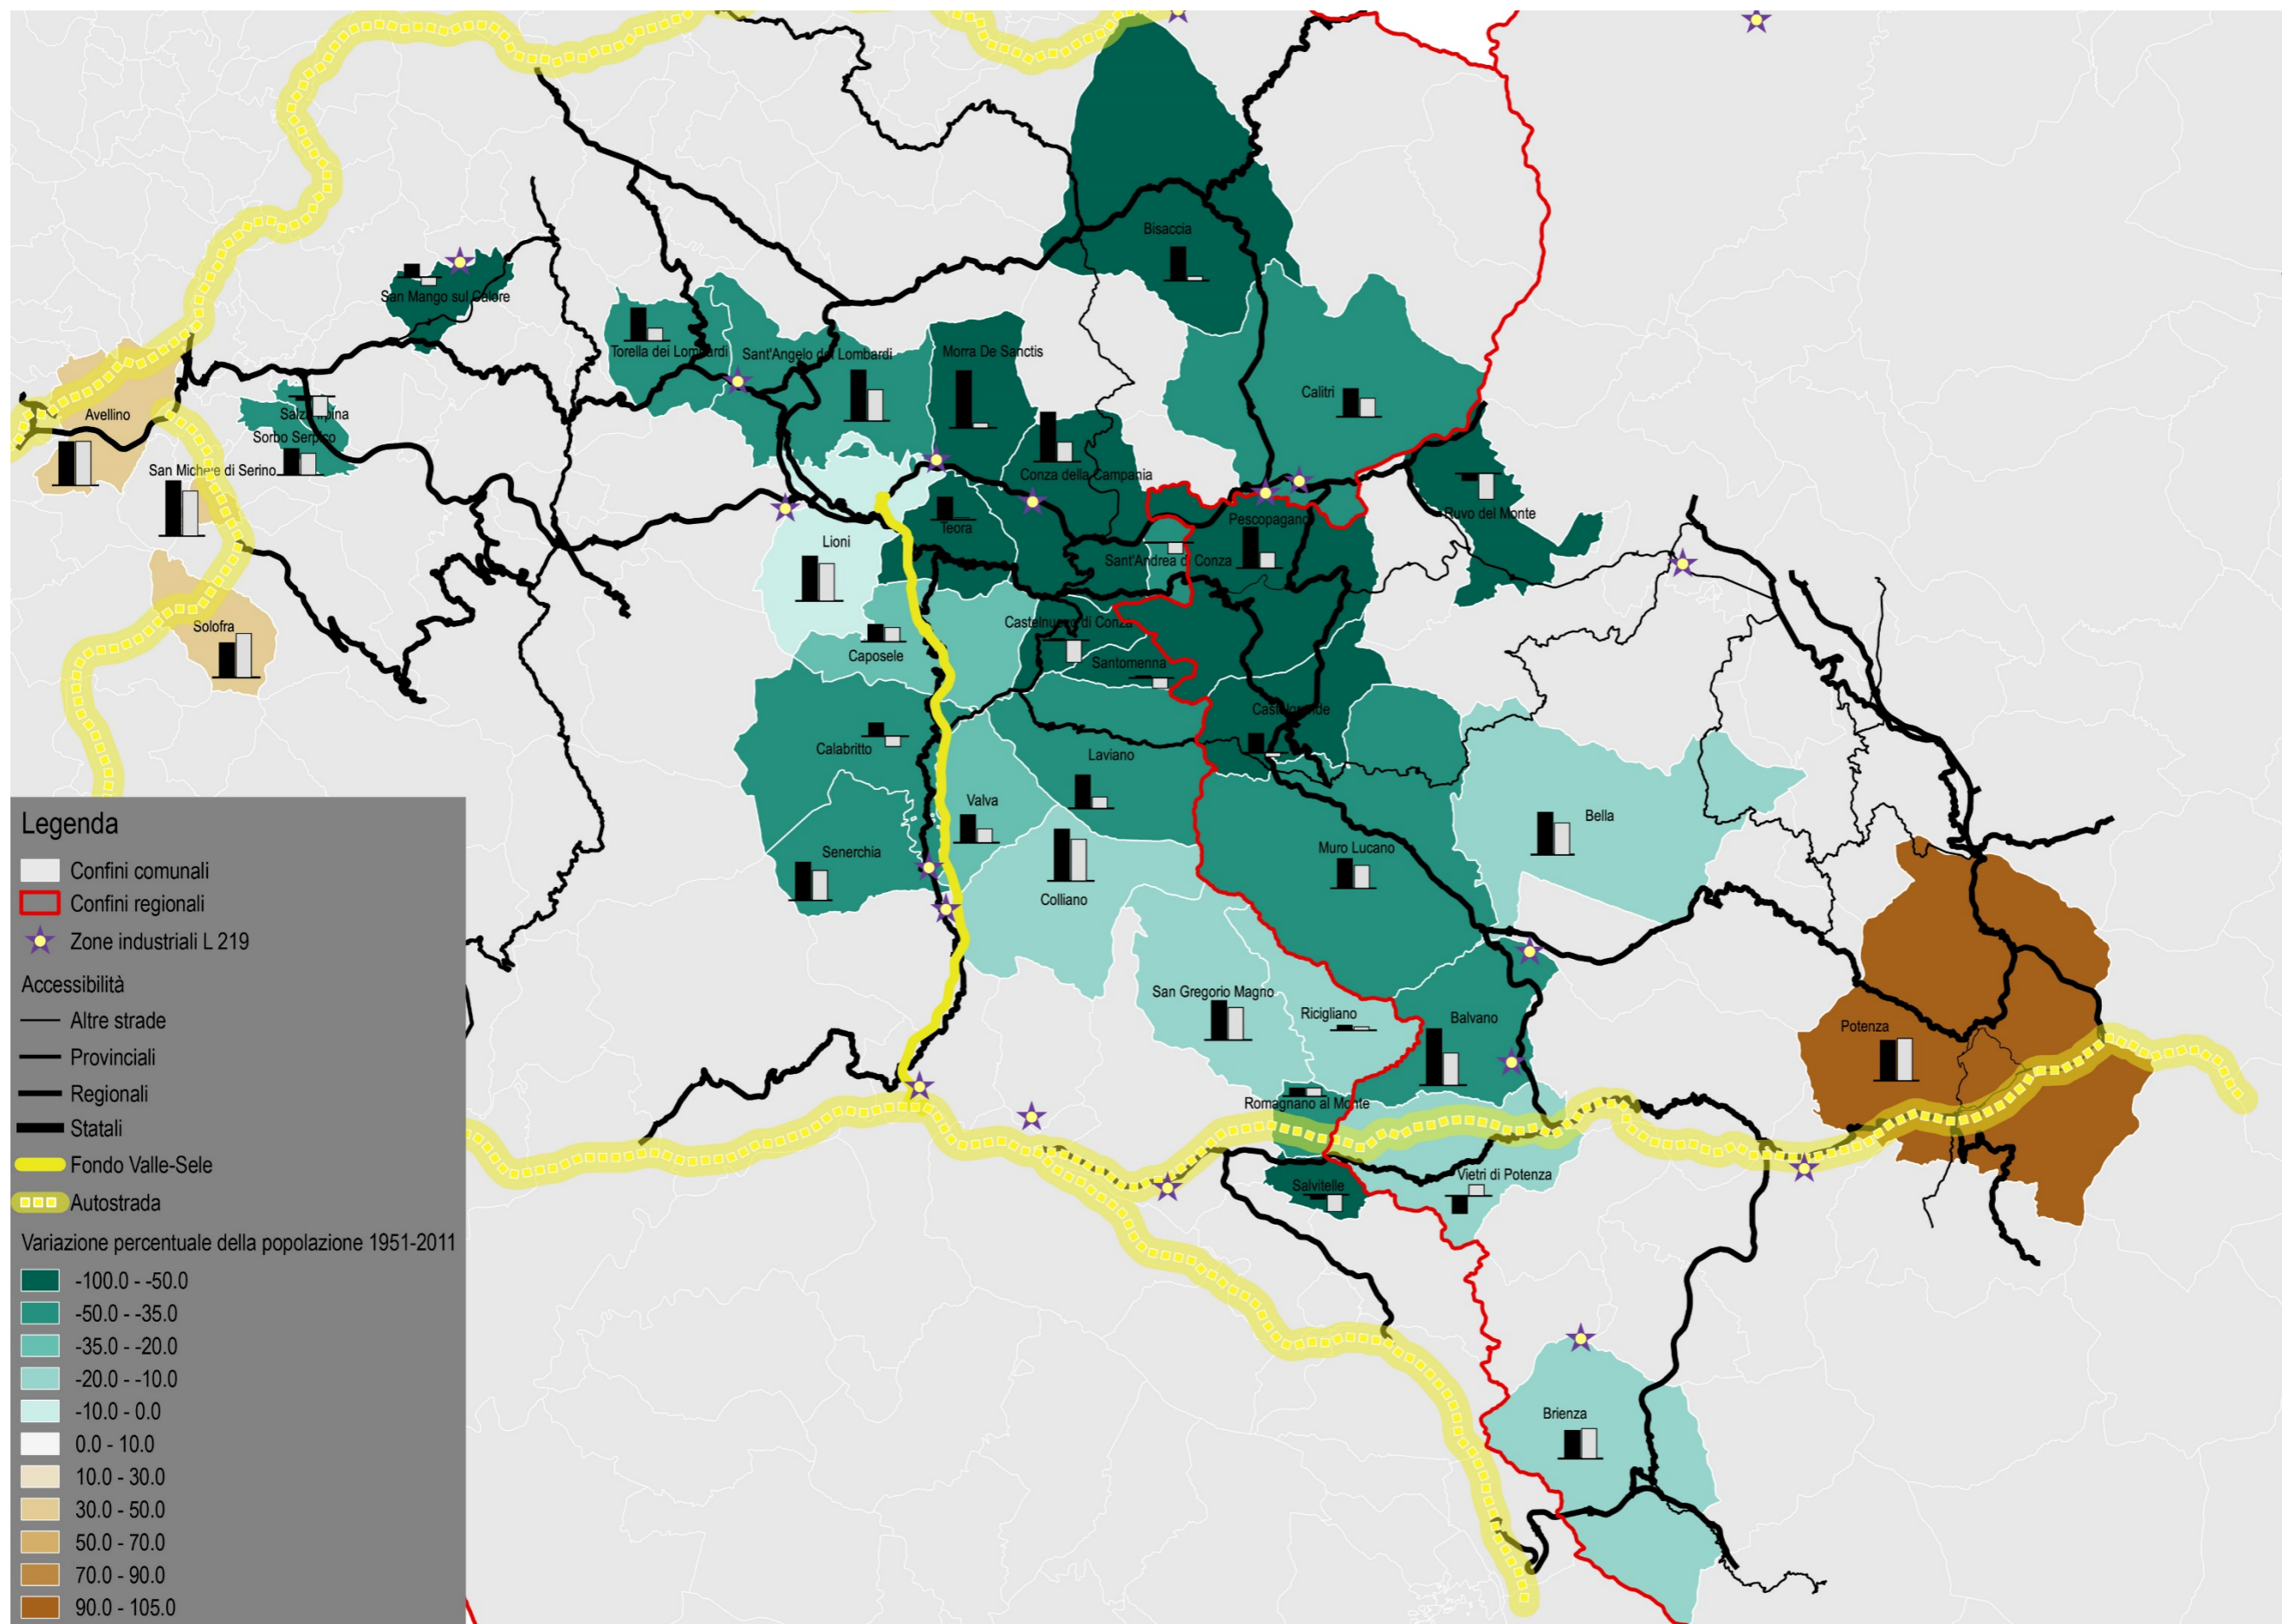 Bisaccia
San Mango sul Calore
Torella dei Lombardi
Sant'Angelo dei Lombardi
Morra De Sanctis
Calitri
Avellino
Salza Irpina
Sorbo Serpico
San Michele di Serino
Conza della Campania
Ruvo del Monte
Pescopagano
Teora
Lioni
Sant'Andrea di Conza
Solofra
Castelnuovo di Conza
Caposele
Santomenna
Castelgrande
Calabritto
Laviano
Valva
Bella
Senerchia
Muro Lucano
Colliano
San Gregorio Magno
Ricigliano
Balvano
Potenza
Romagnano al Monte
Salvitelle
Vietri di Potenza
Brienza
Legenda
Confini comunali
Confini regionali
Zone industriali L 219
Accessibilità
Altre strade
Provinciali
Regionali
Statali
Fondo Valle-Sele
Autostrada
Variazione percentuale della popolazione 1951-2011
-100.0 - -50.0
-50.0 - -35.0
-35.0 - -20.0
-20.0 - -10.0
-10.0 - 0.0
0.0 - 10.0
10.0 - 30.0
30.0 - 50.0
50.0 - 70.0
70.0 - 90.0
90.0 - 105.0